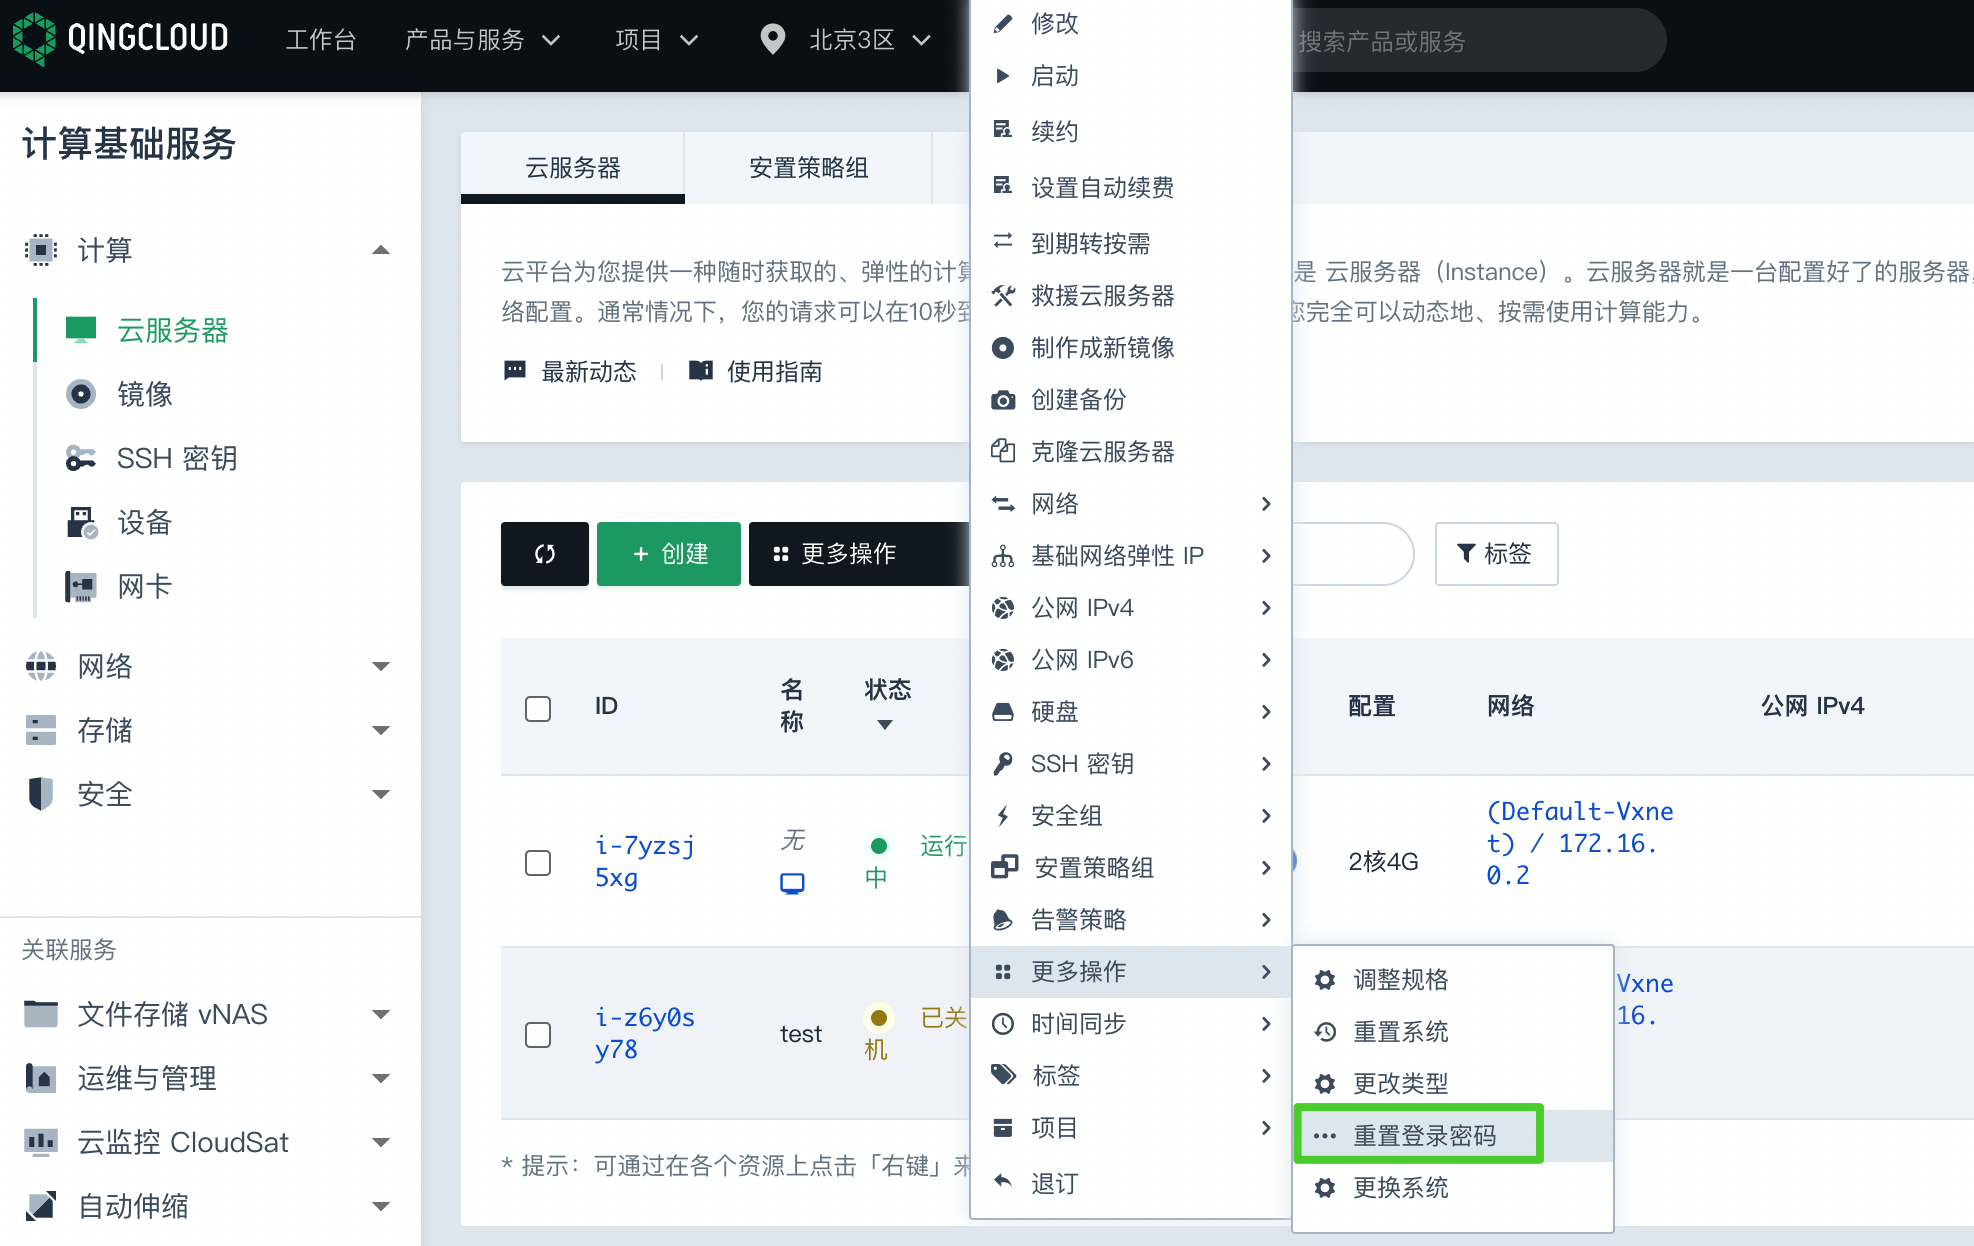 QINGCLOUD
工作台
产品与服务
项目
北京3区
搜索产品或服务
计算基础服务
计算
云服务器
镜像
SSH 密钥
设备
网卡
网络
存储
安全
关联服务
文件存储 vNAS
运维与管理
云监控 CloudSat
自动伸缩
云服务器
安置策略组
云平台为您提供一种随时获取的、弹性的计
是 云服务器（Instance）。云服务器就是一台配置好了的服务器，
络配置。通常情况下，您的请求可以在10秒
您完全可以动态地、按需使用计算能力。
最新动态
使用指南
+ 创建
更多操作
标签
ID
名称
状态
配置
网络
公网 IPv4
i-7yzsj
5xg
无
运行
中
2核4G
(Default-Vxne
t) / 172.16.
0.2
i-z6y0s
y78
test
已关
机
Vxne
16.
* 提示：可通过在各个资源上点击「右键」来
修改
启动
续约
设置自动续费
到期转按需
救援云服务器
制作成新镜像
创建备份
克隆云服务器
网络
基础网络弹性 IP
公网 IPv4
公网 IPv6
硬盘
SSH 密钥
安全组
安置策略组
告警策略
更多操作
时间同步
标签
项目
退订
调整规格
重置系统
更改类型
重置登录密码
更换系统